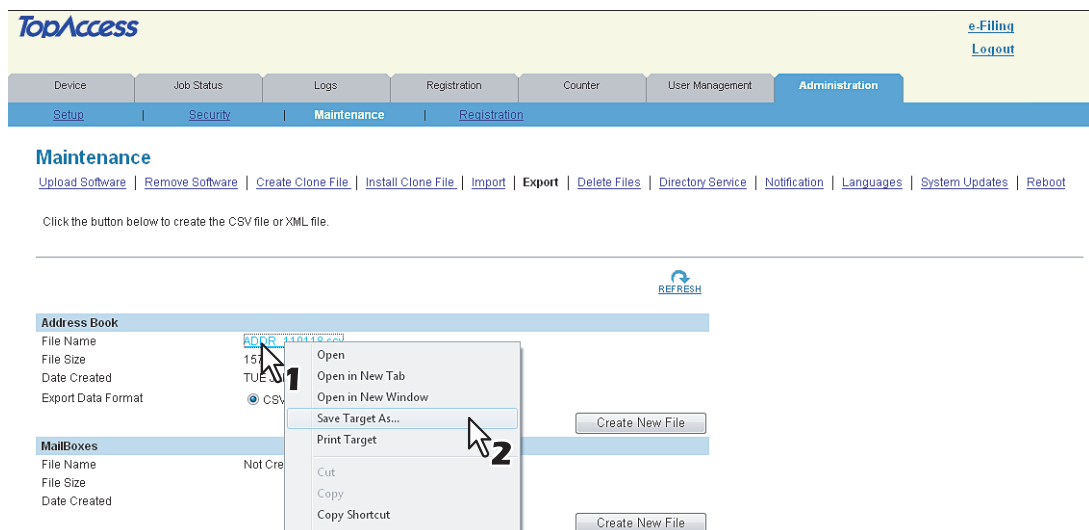 TopAccess
e-Filing
Logout
Device Job Status Logs Registration Counter User Management Administration
Setup | Security | Maintenance | Registration
Maintenance
Upload Software | Remove Software | Create Clone File | Install Clone File | Import | Export | Delete Files | Directory Service | Notification | Languages | System Updates | Reboot
Click the button below to create the CSV file or XML file.
REFRESH
Address Book
File Name
File Size 157
Date Created TUE
Export Data Format CSV
Create New File
1
Open
Open in New Tab
Open in New Window
Save Target As...
Print Target
Cut
Copy
Copy Shortcut
2
MailBoxes
File Name Not Cre
File Size
Date Created
Create New File